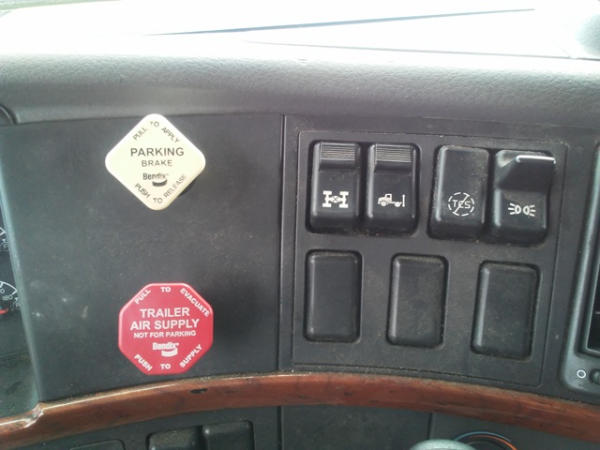 PULL TO APPLY
PARKING
BRAKE
Bendix
PUSH TO RELEASE
PULL TO EVACUATE
TRAILER
AIR SUPPLY
NOT FOR PARKING
Bendix
PUSH TO SUPPLY
TCS